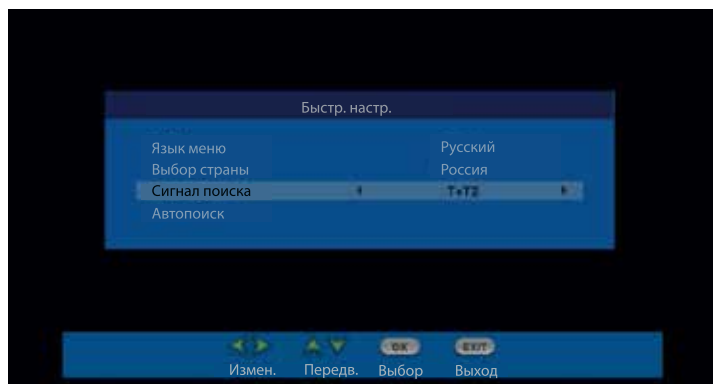 Быстр. настр.
Язык меню Русский
Выбор страны Россия
Сигнал поиска T+T2
Автопоиск
OK EXIT
Измен. Передв. Выбор Выход